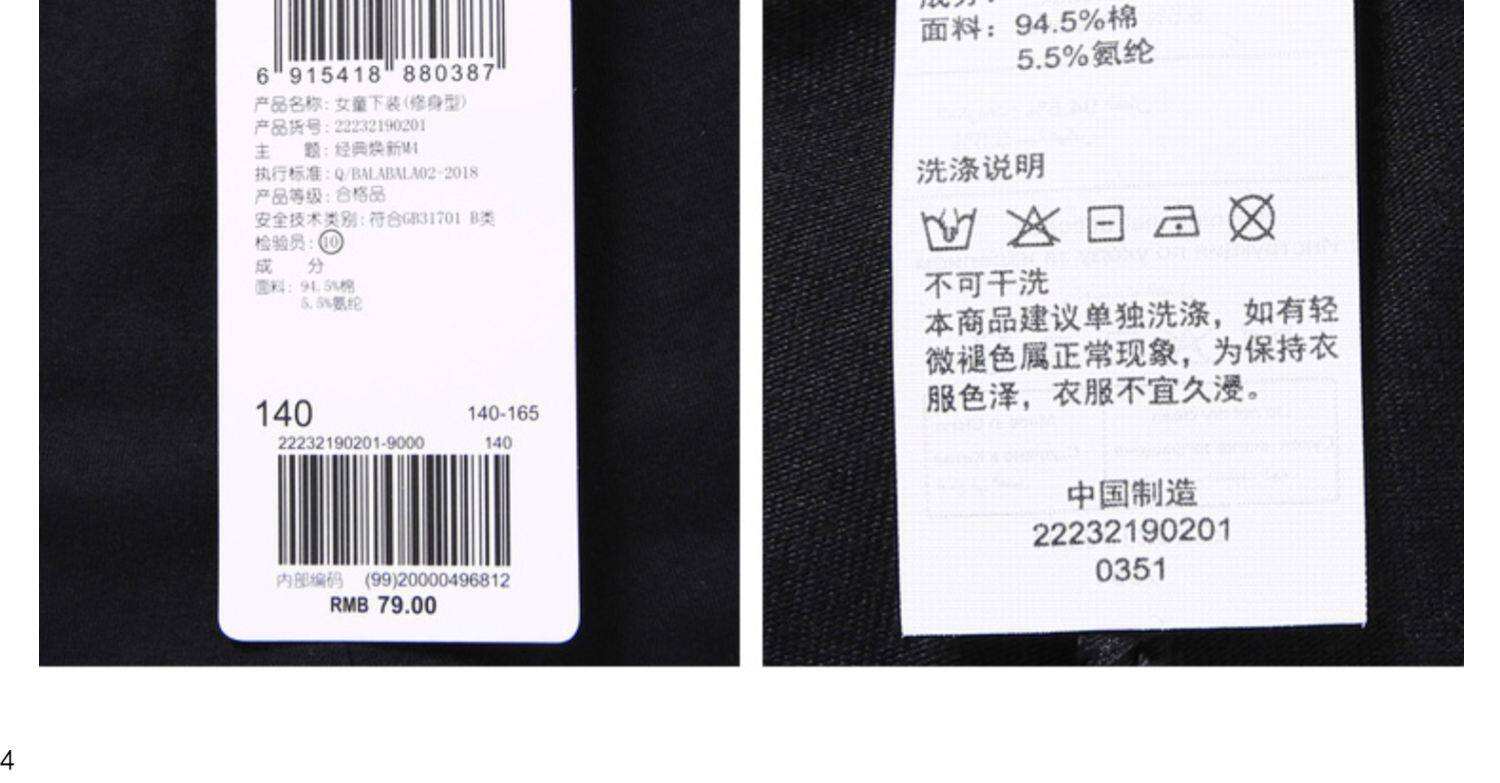 6 915418 880387
产品名称: 女童下装(修身型)
产品货号: 22232190201
主 题: 经典焕新M4
执行标准: Q/BALABALA02-2018
产品等级: 合格品
安全技术类别: 符合GB31701 B类
检验员: 10
成 分
面料: 94.5%棉
5.5%氨纶
140 140-165
22232190201-9000 140
内部编码 (99)20000496812
RMB 79.00
面料: 94.5%棉
5.5%氨纶
洗涤说明
不可干洗
本商品建议单独洗涤, 如有轻
微褪色属正常现象, 为保持衣
服色泽, 衣服不宜久浸。
中国制造
22232190201
0351
4